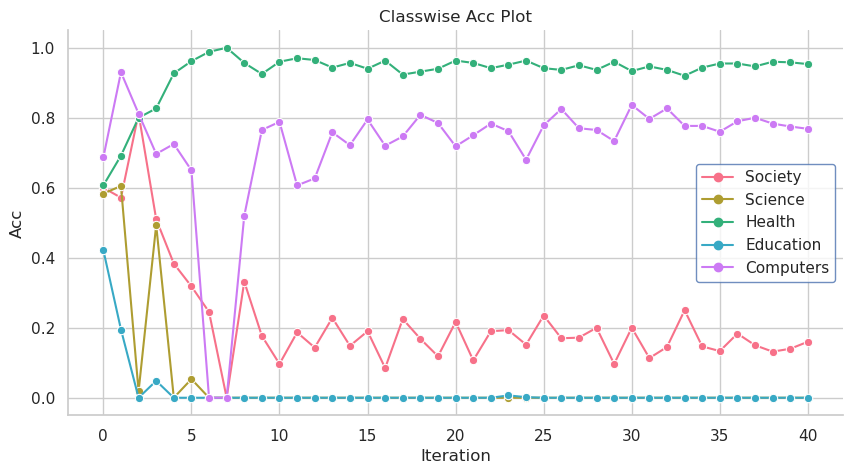 Classwise Acc Plot
Acc
1.0
0.8
0.6
0.4
0.2
0.0
Society
Science
Health
Education
Computers
0 5 10 15 20 25 30 35 40
Iteration